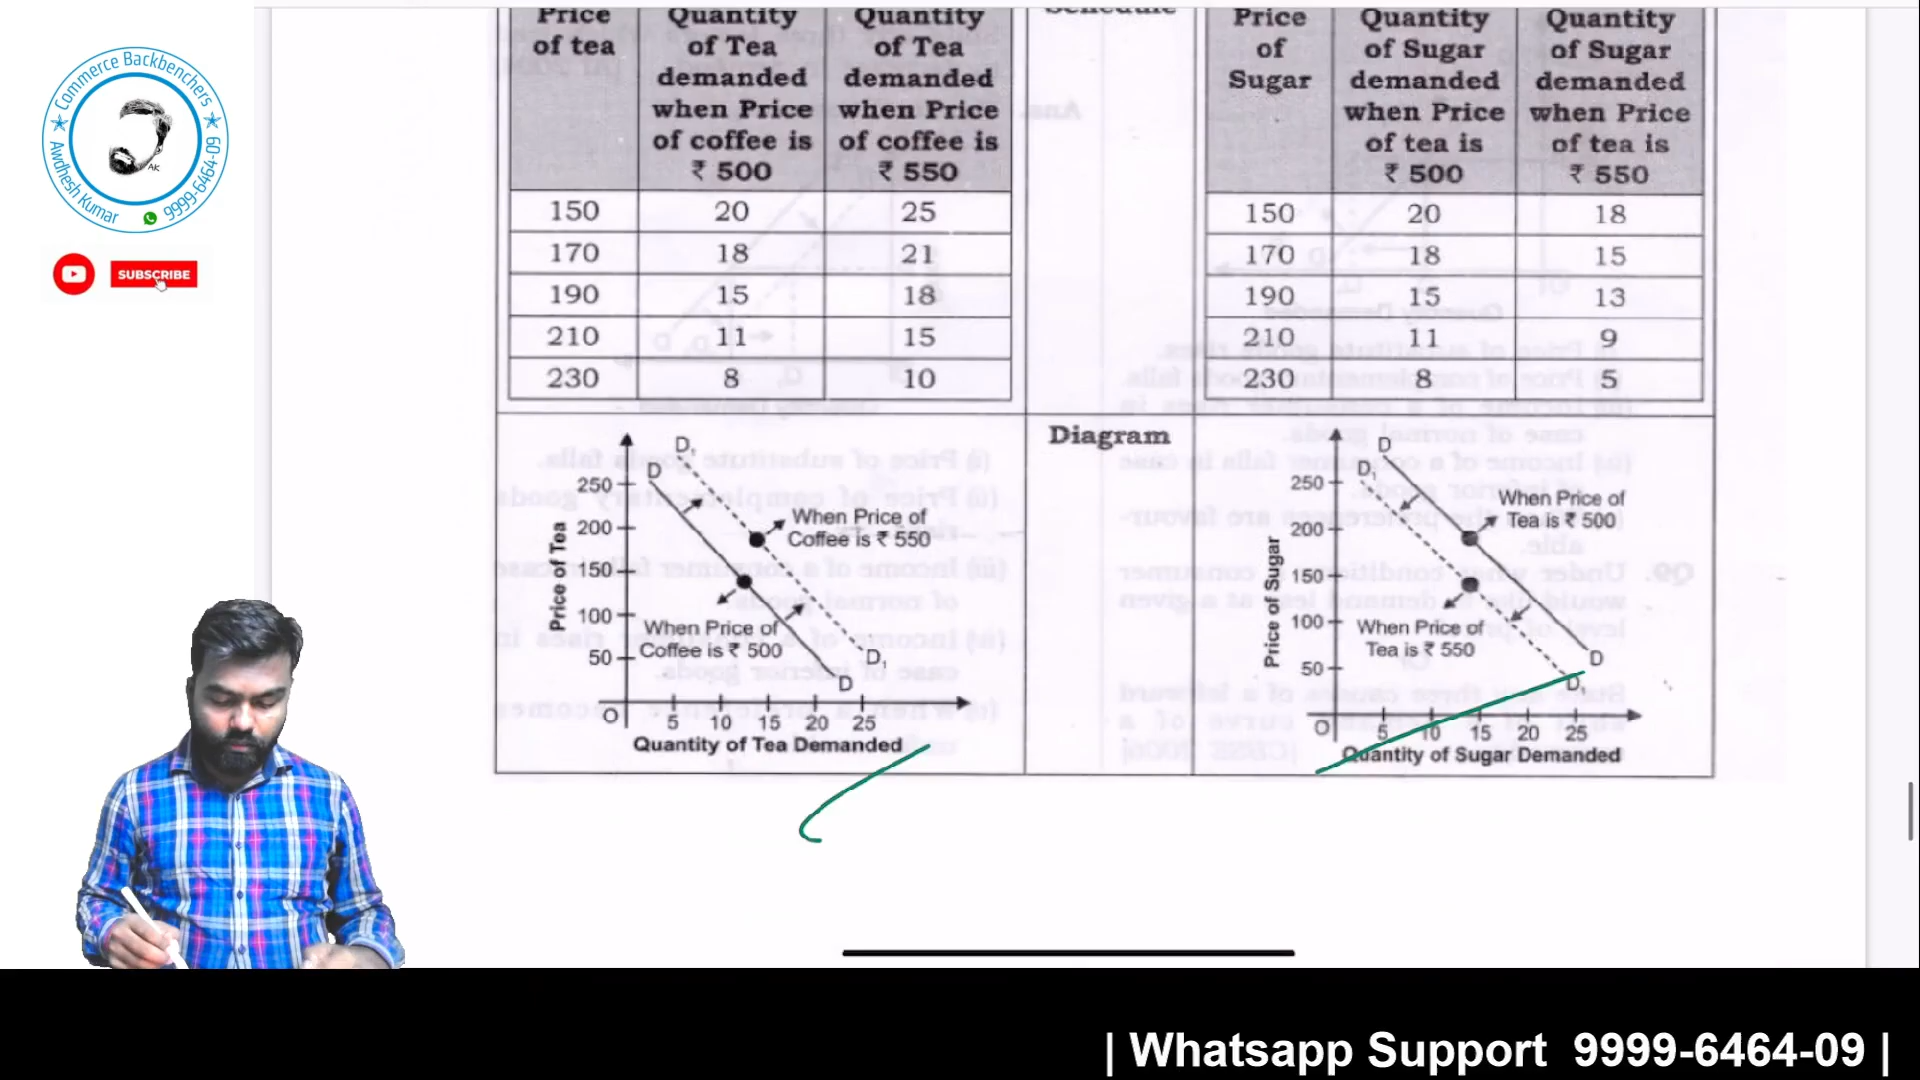 Commerce Backbenchers
Awdhesh Kumar
9999-6464-09
AK
SUBSCRIBE
Price of tea
Quantity of Tea demanded when Price of coffee is ₹ 500
Quantity of Tea demanded when Price of coffee is ₹ 550
150 20 25
170 18 21
190 15 18
210 11 15
230 8 10
Schedule
Price of Sugar
Quantity of Sugar demanded when Price of tea is ₹ 500
Quantity of Sugar demanded when Price of tea is ₹ 550
150 20 18
170 18 15
190 15 13
210 11 9
230 8 5
D₁
D
250
200
150
100
50
O
Price of Tea
When Price of
Coffee is ₹ 550
When Price of
Coffee is ₹ 500
D₁
D
5 10 15 20 25
Quantity of Tea Demanded
Diagram
D
D₁
250
200
150
100
50
O
Price of Sugar
When Price of
Tea is ₹ 500
When Price of
Tea is ₹ 550
D
D₁
5 10 15 20 25
Quantity of Sugar Demanded
| Whatsapp Support 9999-6464-09 |